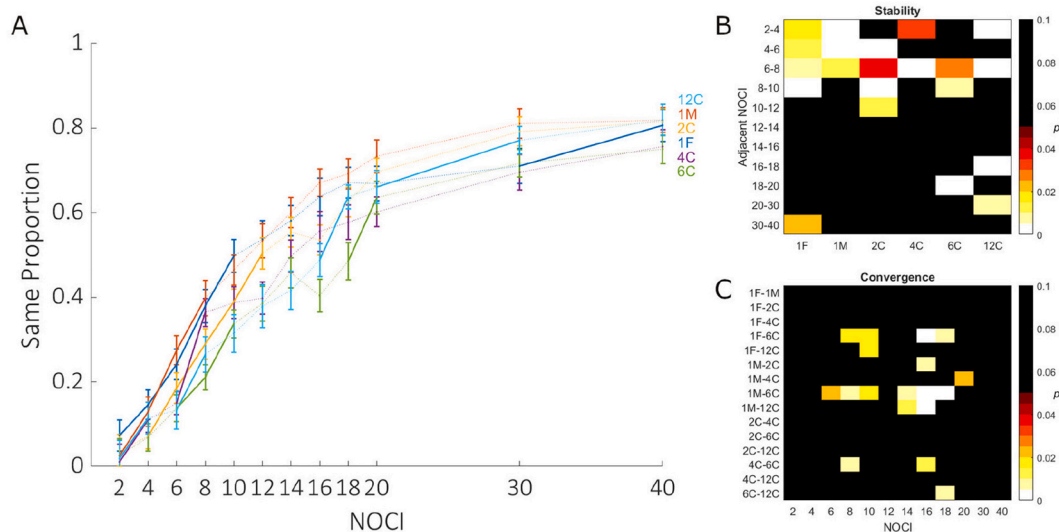 A
Same Proportion
1
0.8
0.6
0.4
0.2
0
2 4 6 8 10 12 14 16 18 20 30 40
NOCI
12C
1M
2C
1F
4C
6C
B
Stability
Adjacent NOCI
2-4
4-6
6-8
8-10
10-12
12-14
14-16
16-18
18-20
20-30
30-40
1F 1M 2C 4C 6C 12C
0.1
0.08
0.06
p
0.04
0.02
0
C
Convergence
1F-1M
1F-2C
1F-4C
1F-6C
1F-12C
1M-2C
1M-4C
1M-6C
1M-12C
2C-4C
2C-6C
2C-12C
4C-6C
4C-12C
6C-12C
2 4 6 8 10 12 14 16 18 20 30 40
NOCI
0.1
0.08
0.06
p
0.04
0.02
0